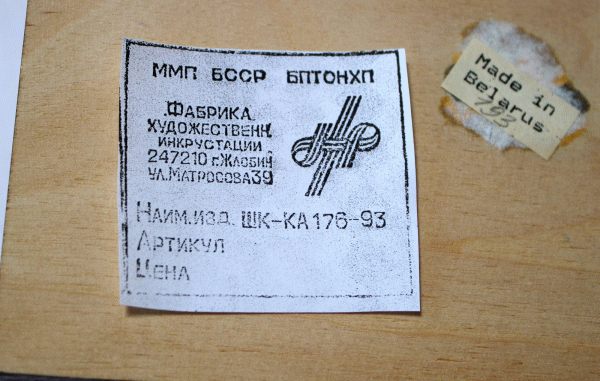 ММП БССР БПТОНХП
ФАБРИКА
ХУДОЖЕСТВЕНН.
ИНКРУСТАЦИИ
247210 г. ЖЛОБИН
УЛ. МАТРОСОВА 39
НАИМ. ИЗД. ШК-КА 176-93
АРТИКУЛ
ЦЕНА
Made in
Belarus
793